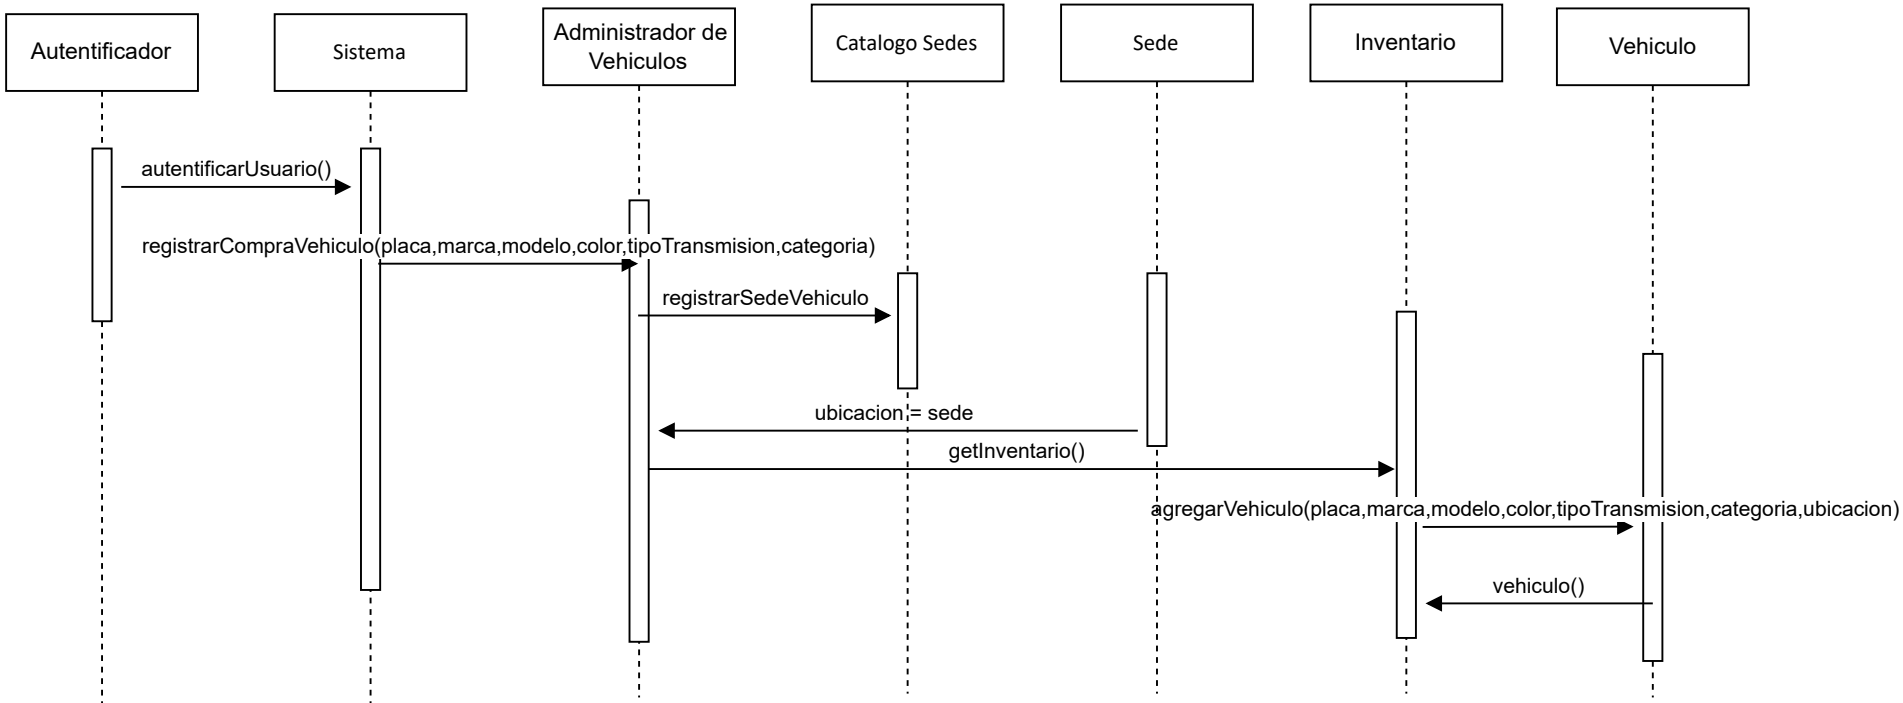 Autentificador
Sistema
Administrador de
Vehiculos
Catalogo Sedes
Sede
Inventario
Vehiculo
autentificarUsuario()
registrarCompraVehiculo(placa,marca,modelo,color,tipoTransmision,categoria)
registrarSedeVehiculo
ubicacion = sede
getInventario()
agregarVehiculo(placa,marca,modelo,color,tipoTransmision,categoria,ubicacion)
vehiculo()